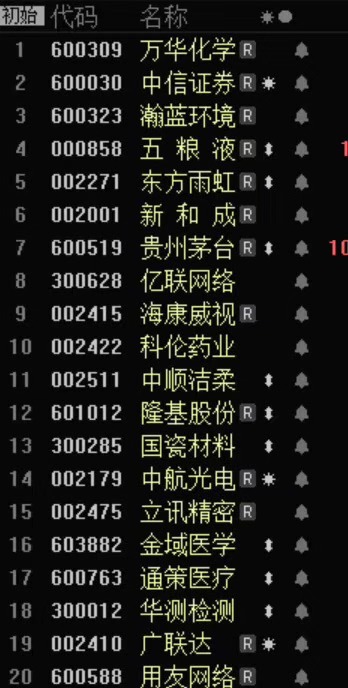 初始 代码 名称
1 600309 万华化学 R
2 600030 中信证券 R
3 600323 瀚蓝环境 R
4 000858 五 粮 液 R 1
5 002271 东方雨虹 R
6 002001 新 和 成 R
7 600519 贵州茅台 R 10
8 300628 亿联网络
9 002415 海康威视 R
10 002422 科伦药业
11 002511 中顺洁柔
12 601012 隆基股份 R
13 300285 国瓷材料
14 002179 中航光电 R
15 002475 立讯精密 R
16 603882 金域医学
17 600763 通策医疗
18 300012 华测检测
19 002410 广联达 R
20 600588 用友网络 R